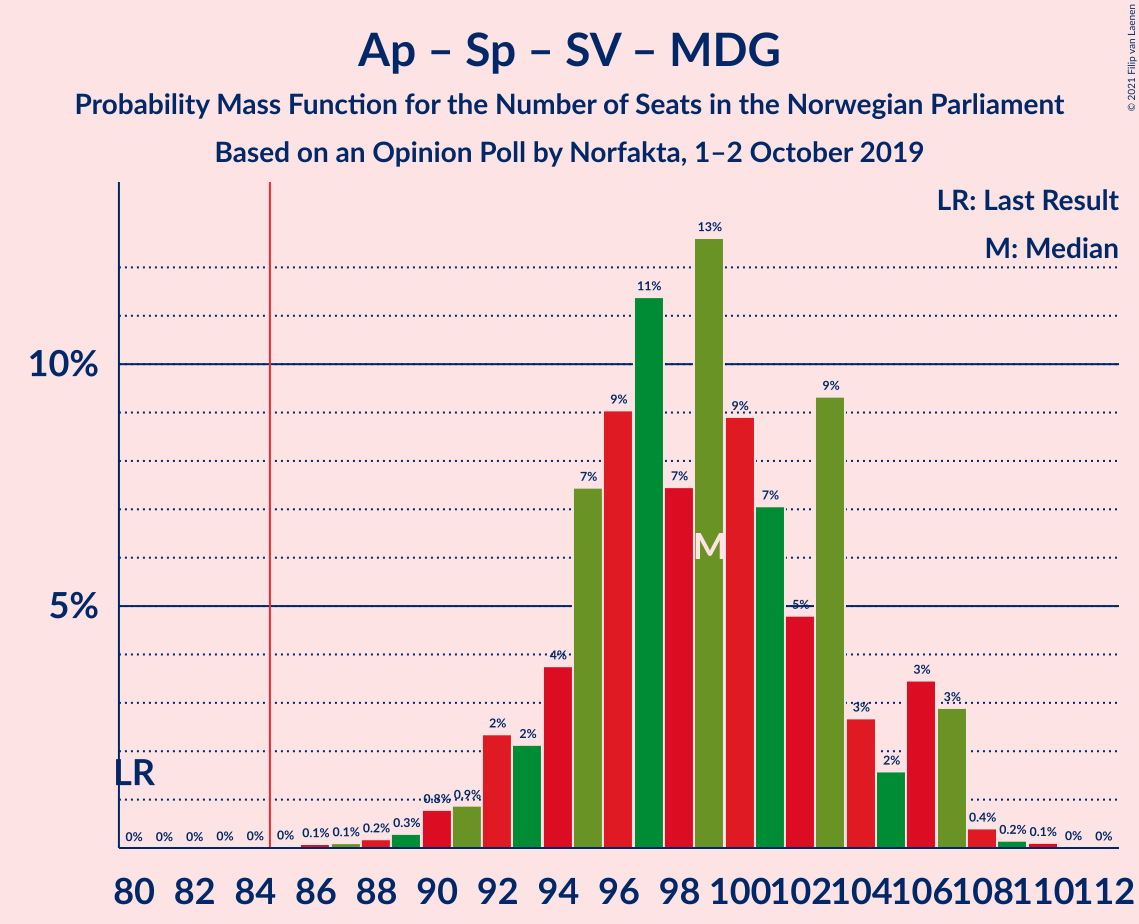 Ap – Sp – SV – MDG
Probability Mass Function for the Number of Seats in the Norwegian Parliament
Based on an Opinion Poll by Norfakta, 1–2 October 2019
© 2021 Filip van Laenen
LR: Last Result
M: Median
10%
5%
LR
M
0% 0% 0% 0% 0% 0% 0.1% 0.1% 0.2% 0.3% 0.8% 0.9% 2% 2% 4% 7% 9% 11% 7% 13% 9% 7% 5% 9% 3% 2% 3% 3% 0.4% 0.2% 0.1% 0% 0%
80 82 84 86 88 90 92 94 96 98 100 102 104 106 108 110 112